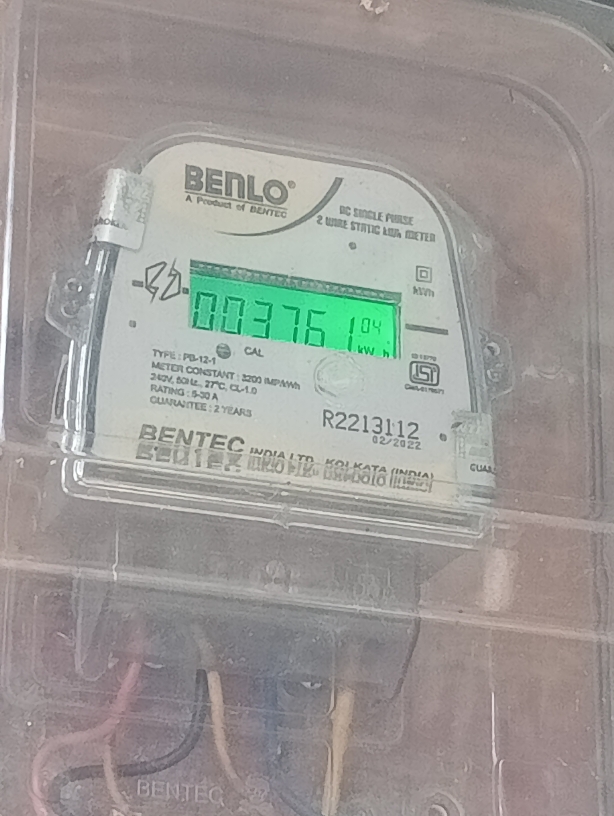 BENLO®
A Product of BENTEC
AC SINGLE PHASE
2 WIRE STATIC kWh METER
kWh
003761 04
kW h
CAL
TYPE : PB-12-1
METER CONSTANT : 3200 IMP/kWh
240V, 50Hz., 27°C, CL-1.0
RATING : 5-30 A
GUARANTEE : 2 YEARS
R2213112
02/2022
BENTEC INDIA LTD., KOLKATA (INDIA)
BENTEC